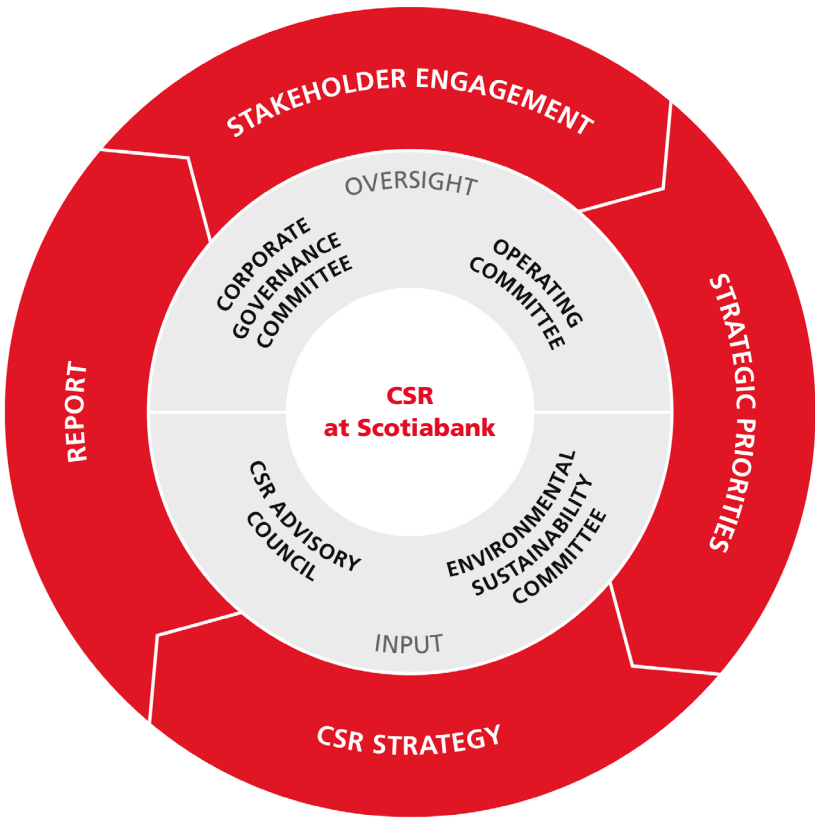 STAKEHOLDER ENGAGEMENT
OVERSIGHT
CORPORATE
GOVERNANCE
COMMITTEE
OPERATING
COMMITTEE
STRATEGIC PRIORITIES
REPORT
CSR
at Scotiabank
CSR ADVISORY
COUNCIL
ENVIRONMENTAL
SUSTAINABILITY
COMMITTEE
INPUT
CSR STRATEGY